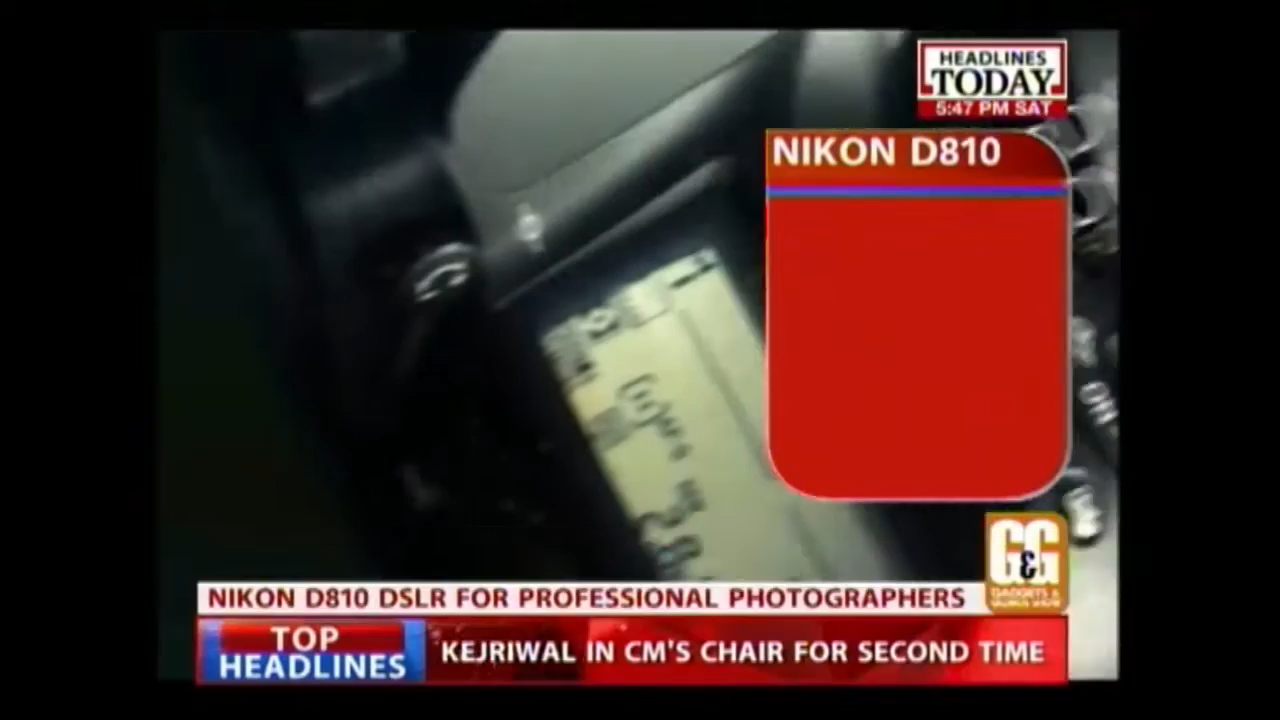 HEADLINES
TODAY
5:47 PM SAT
NIKON D810
G&G
NIKON D810 DSLR FOR PROFESSIONAL PHOTOGRAPHERS
TOP
HEADLINES
KEJRIWAL IN CM'S CHAIR FOR SECOND TIME